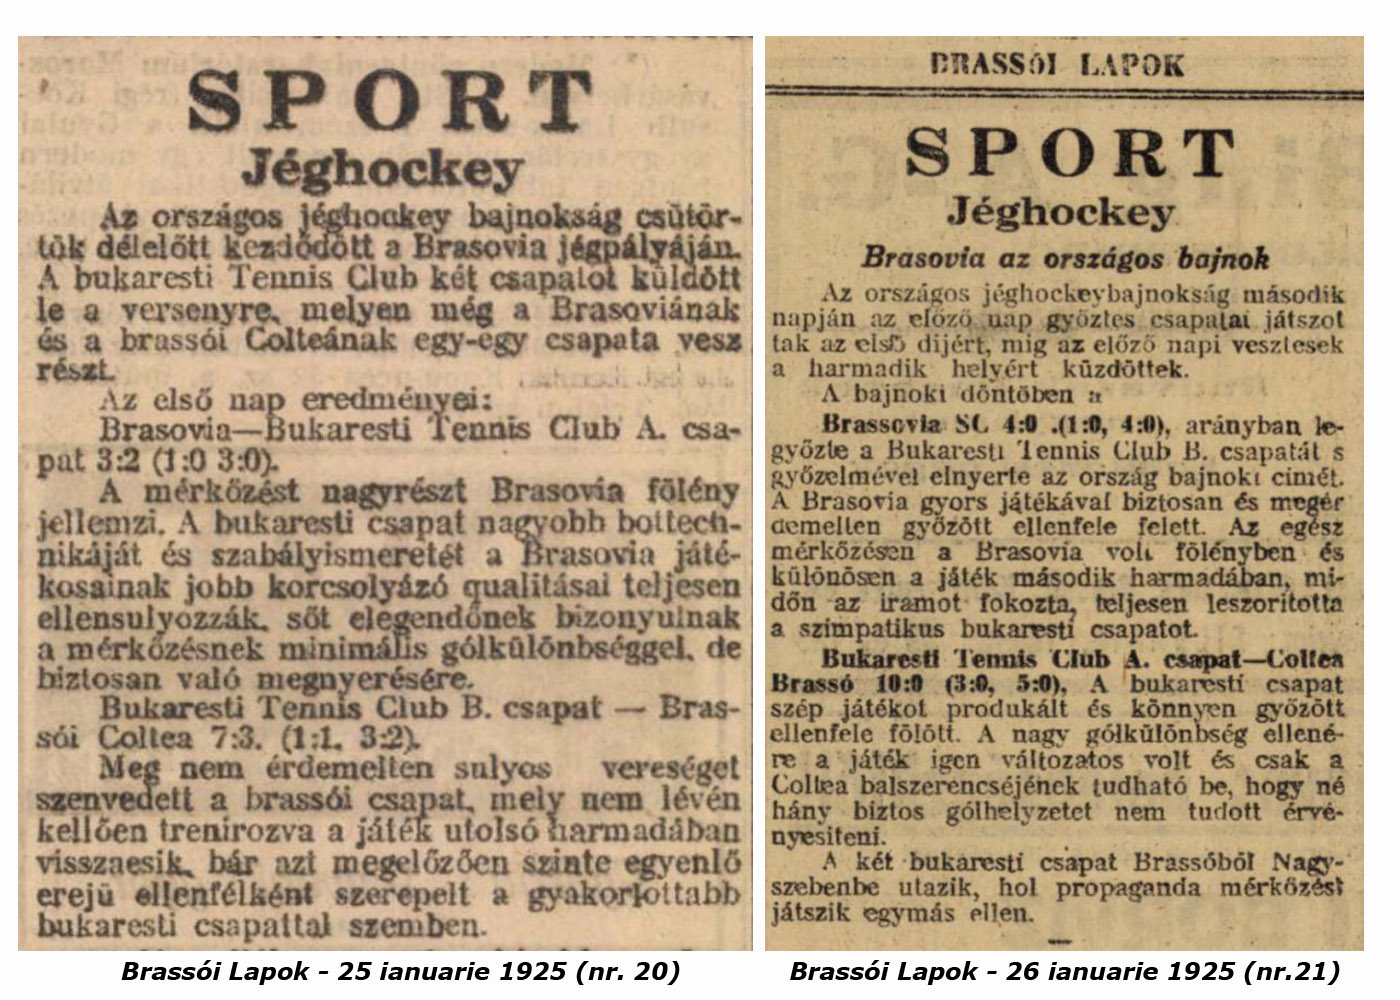 SPORT
Jéghockey
Az országos jéghockey bajnokság csütör-
tük délelőtt kezdődött a Brasovia jégpályáján.
A bukaresti Tennis Club két csapatot küldött
le a versenyre, melyen még a Brasoviának
és a brassói Colteának egy-egy csapata vesz
részt.
Az első nap eredményei:
Brasovia—Bukaresti Tennis Club A. csa-
pat 3:2 (1:0 3:0).
A mérkőzést nagyrészt Brasovia fölény
jellemzi. A bukaresti csapat nagyobb bottech-
nikáját és szabályismeretét a Brasovia játé-
kosainak jobb korcsolyázó qualitásai teljesen
ellensulyozzák, sőt elegendőnek bizonyulnak
a mérkőzésnek minimális gólkülönbséggel, de
biztosan való megnyerésére.
Bukaresti Tennis Club B. csapat — Bras-
sói Coltea 7:3. (1:1, 3:2).
Meg nem érdemelten sulyos vereséget
szenvedett a brassói csapat, mely nem lévén
kellően trenirozva a játék utolsó harmadában
visszaesik, bár azt megelőzően szinte egyenlő
erejü ellenfélként szerepelt a gyakorlottabb
bukaresti csapattal szemben.
Brassói Lapok - 25 ianuarie 1925 (nr. 20)
BRASSÓI LAPOK
SPORT
Jéghockey
Brasovia az országos bajnok
Az országos jéghockeybajnokság második
napján az előző nap győztes csapatai játszot
tak az első dijért, mig az előző napi vesztesek
a harmadik helyért küzdöttek.
A bajnoki döntőben a
Brassovia SC 4:0 .(1:0, 4:0), arányban le-
győzte a Bukaresti Tennis Club B. csapatát s
győzelmével elnyerte az ország bajnoki cimét.
A Brasovia gyors játékával biztosan és megér
demelten győzött ellenfele felett. Az egész
mérkőzésen a Brasovia volt fölényben és
különösen a játék második harmadában, mi-
dőn az iramot fokozta, teljesen leszoritotta
a szimpatikus bukaresti csapatot.
Bukaresti Tennis Club A. csapat—Coltea
Brassó 10:0 (3:0, 5:0), A bukaresti csapat
szép játékot produkált és könnyen győzött
ellenfele fölött. A nagy gólkülönbség ellené-
re a játék igen változatos volt és csak a
Coltea balszerencséjének tudható be, hogy né
hány biztos gólhelyzetet nem tudott érvé-
nyesiteni.
A két bukaresti csapat Brassóból Nagy-
szebenbe utazik, hol propaganda mérkőzést
játszik egymás ellen.
Brassói Lapok - 26 ianuarie 1925 (nr.21)